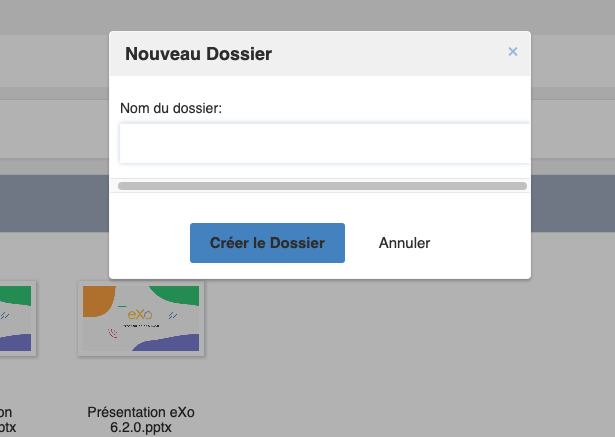 Nouveau Dossier
×
Nom du dossier:
Créer le Dossier
Annuler
eXo
on
Présentation eXo
ptx
6.2.0.pptx